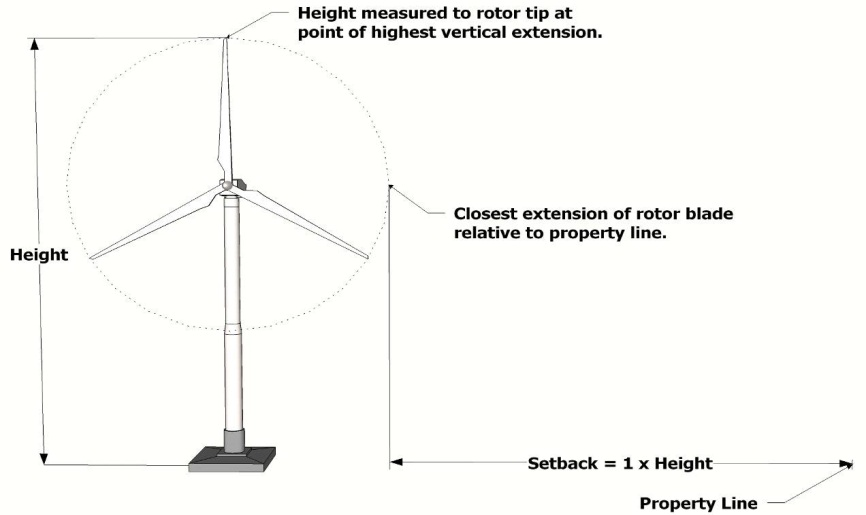 Height measured to rotor tip at
point of highest vertical extension.
Closest extension of rotor blade
relative to property line.
Height
Setback = 1 x Height
Property Line